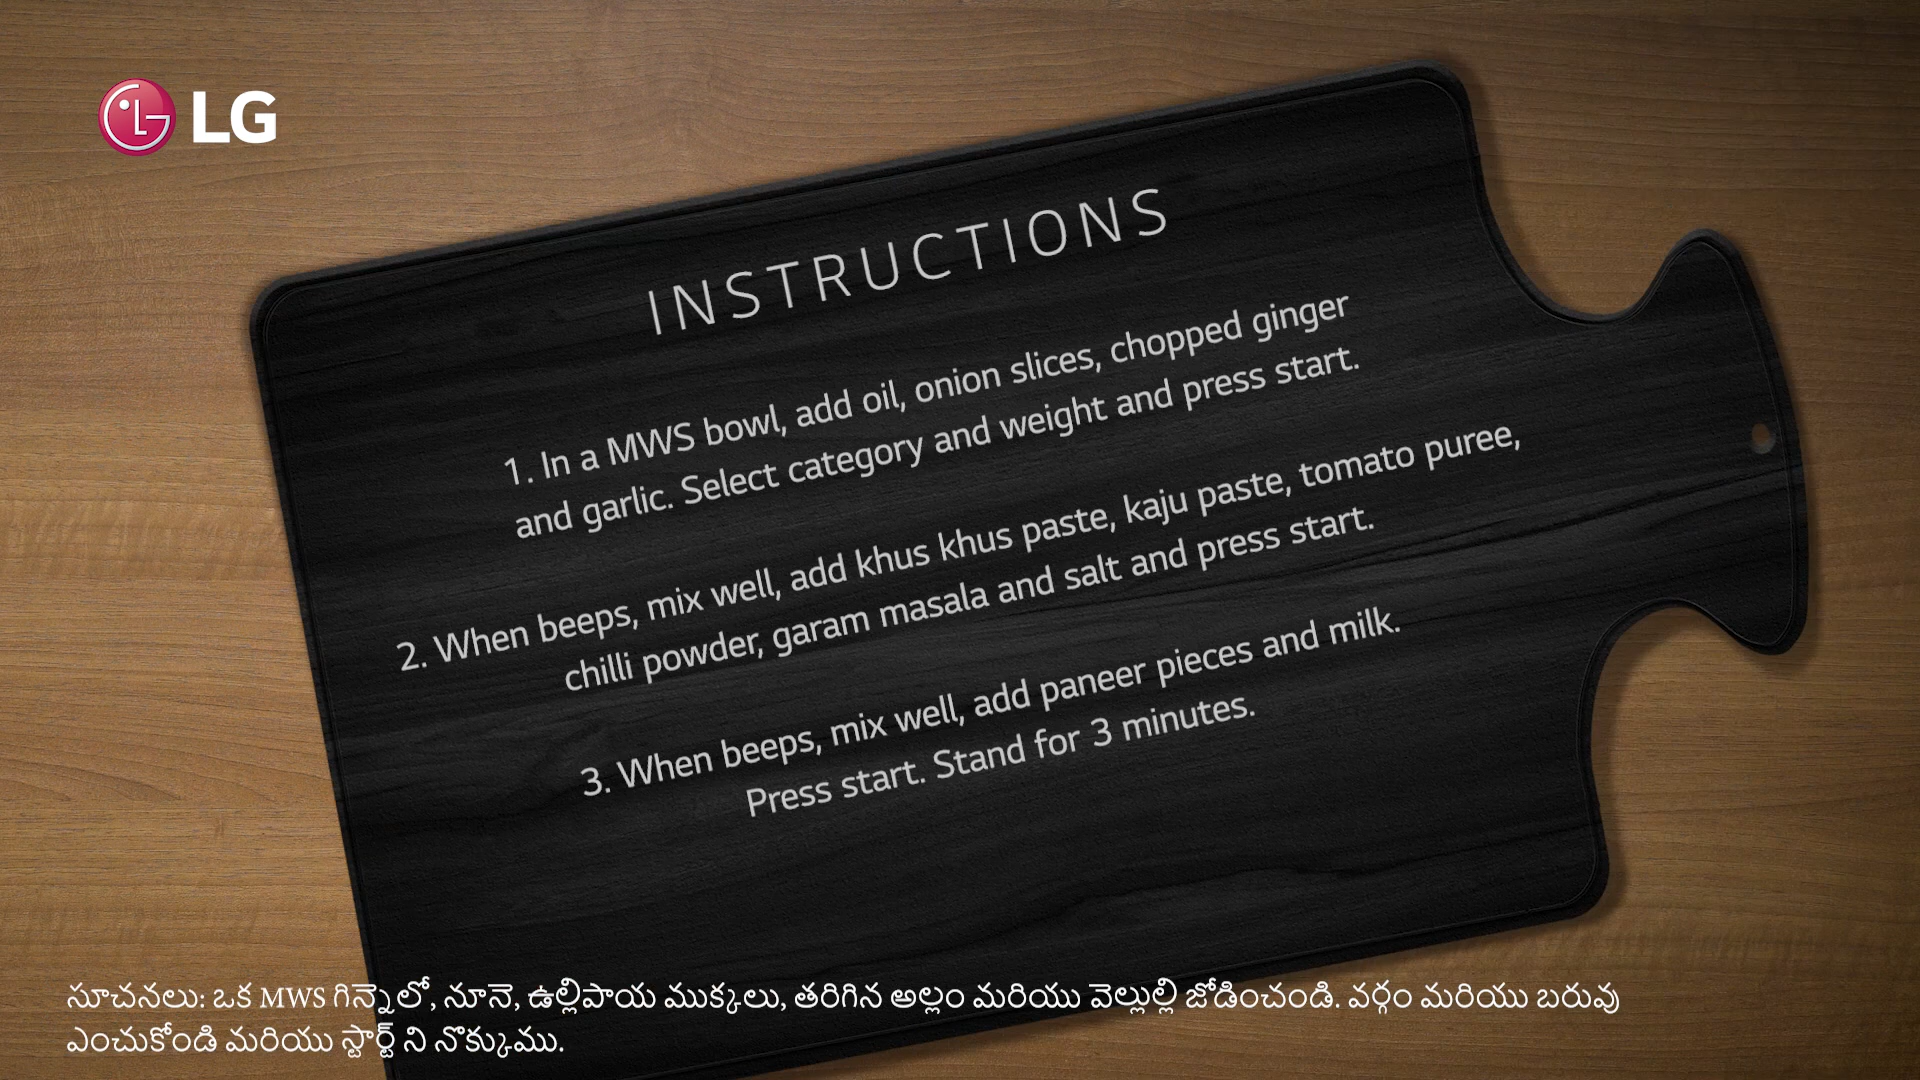 LG
INSTRUCTIONS
1. In a MWS bowl, add oil, onion slices, chopped ginger
and garlic. Select category and weight and press start.
2. When beeps, mix well, add khus khus paste, kaju paste, tomato puree,
chilli powder, garam masala and salt and press start.
3. When beeps, mix well, add paneer pieces and milk.
Press start. Stand for 3 minutes.
సూచనలు: ఒక MWS గిన్నెలో, నూనె, ఉల్లిపాయ ముక్కలు, తరిగిన అల్లం మరియు వెల్లుల్లి జోడించండి. వర్గం మరియు బరువు
ఎంచుకోండి మరియు స్టార్ట్ ని నొక్కుము.